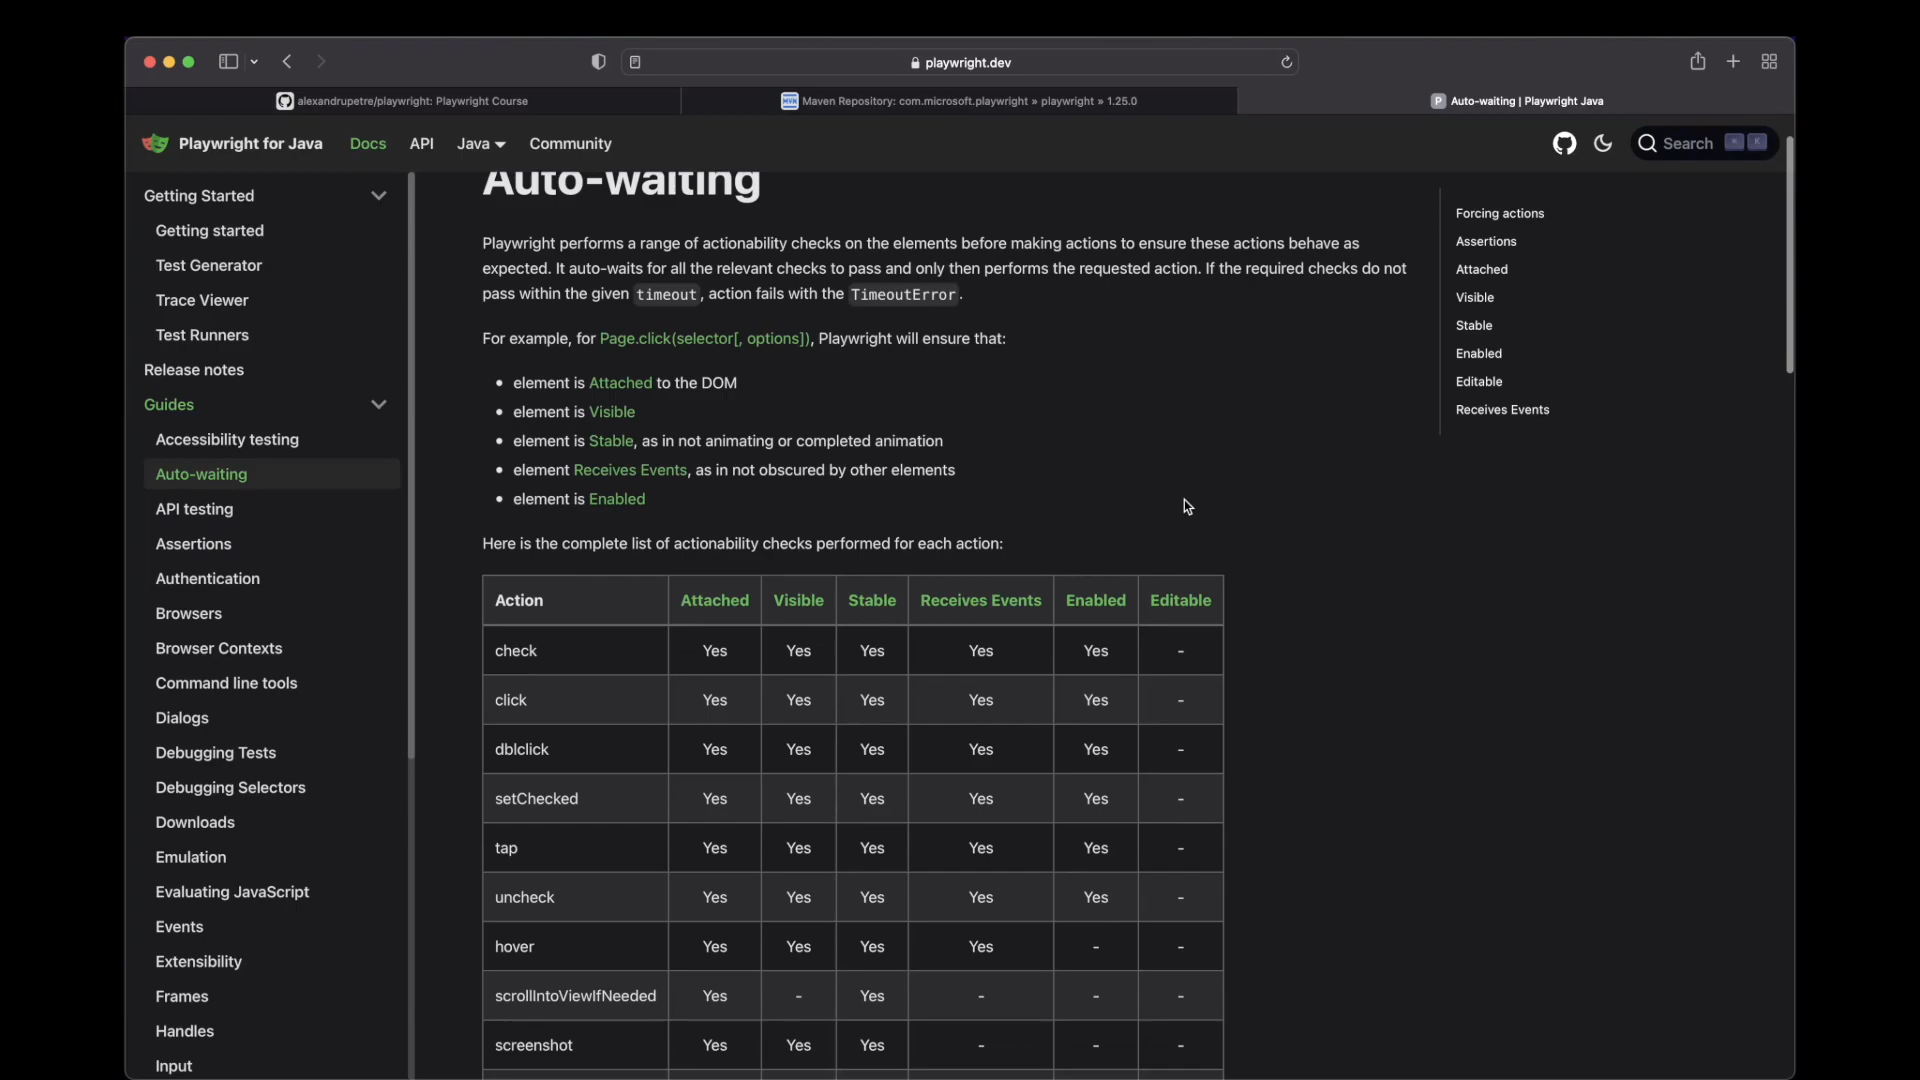 playwright.dev
alexandrupetre/playwright: Playwright Course
Maven Repository: com.microsoft.playwright » playwright » 1.25.0
Auto-waiting | Playwright Java
Playwright for Java
Docs
API
Java
Community
Search
Getting Started
Getting started
Test Generator
Trace Viewer
Test Runners
Release notes
Guides
Accessibility testing
Auto-waiting
API testing
Assertions
Authentication
Browsers
Browser Contexts
Command line tools
Dialogs
Debugging Tests
Debugging Selectors
Downloads
Emulation
Evaluating JavaScript
Events
Extensibility
Frames
Handles
Input
Auto-waiting
Playwright performs a range of actionability checks on the elements before making actions to ensure these actions behave as
expected. It auto-waits for all the relevant checks to pass and only then performs the requested action. If the required checks do not
pass within the given timeout, action fails with the TimeoutError.
For example, for Page.click(selector[, options]), Playwright will ensure that:
• element is Attached to the DOM
• element is Visible
• element is Stable, as in not animating or completed animation
• element Receives Events, as in not obscured by other elements
• element is Enabled
Here is the complete list of actionability checks performed for each action:
Action Attached Visible Stable Receives Events Enabled Editable
check Yes Yes Yes Yes Yes -
click Yes Yes Yes Yes Yes -
dblclick Yes Yes Yes Yes Yes -
setChecked Yes Yes Yes Yes Yes -
tap Yes Yes Yes Yes Yes -
uncheck Yes Yes Yes Yes Yes -
hover Yes Yes Yes Yes - -
scrollIntoViewIfNeeded Yes - Yes - - -
screenshot Yes Yes Yes - - -
Forcing actions
Assertions
Attached
Visible
Stable
Enabled
Editable
Receives Events